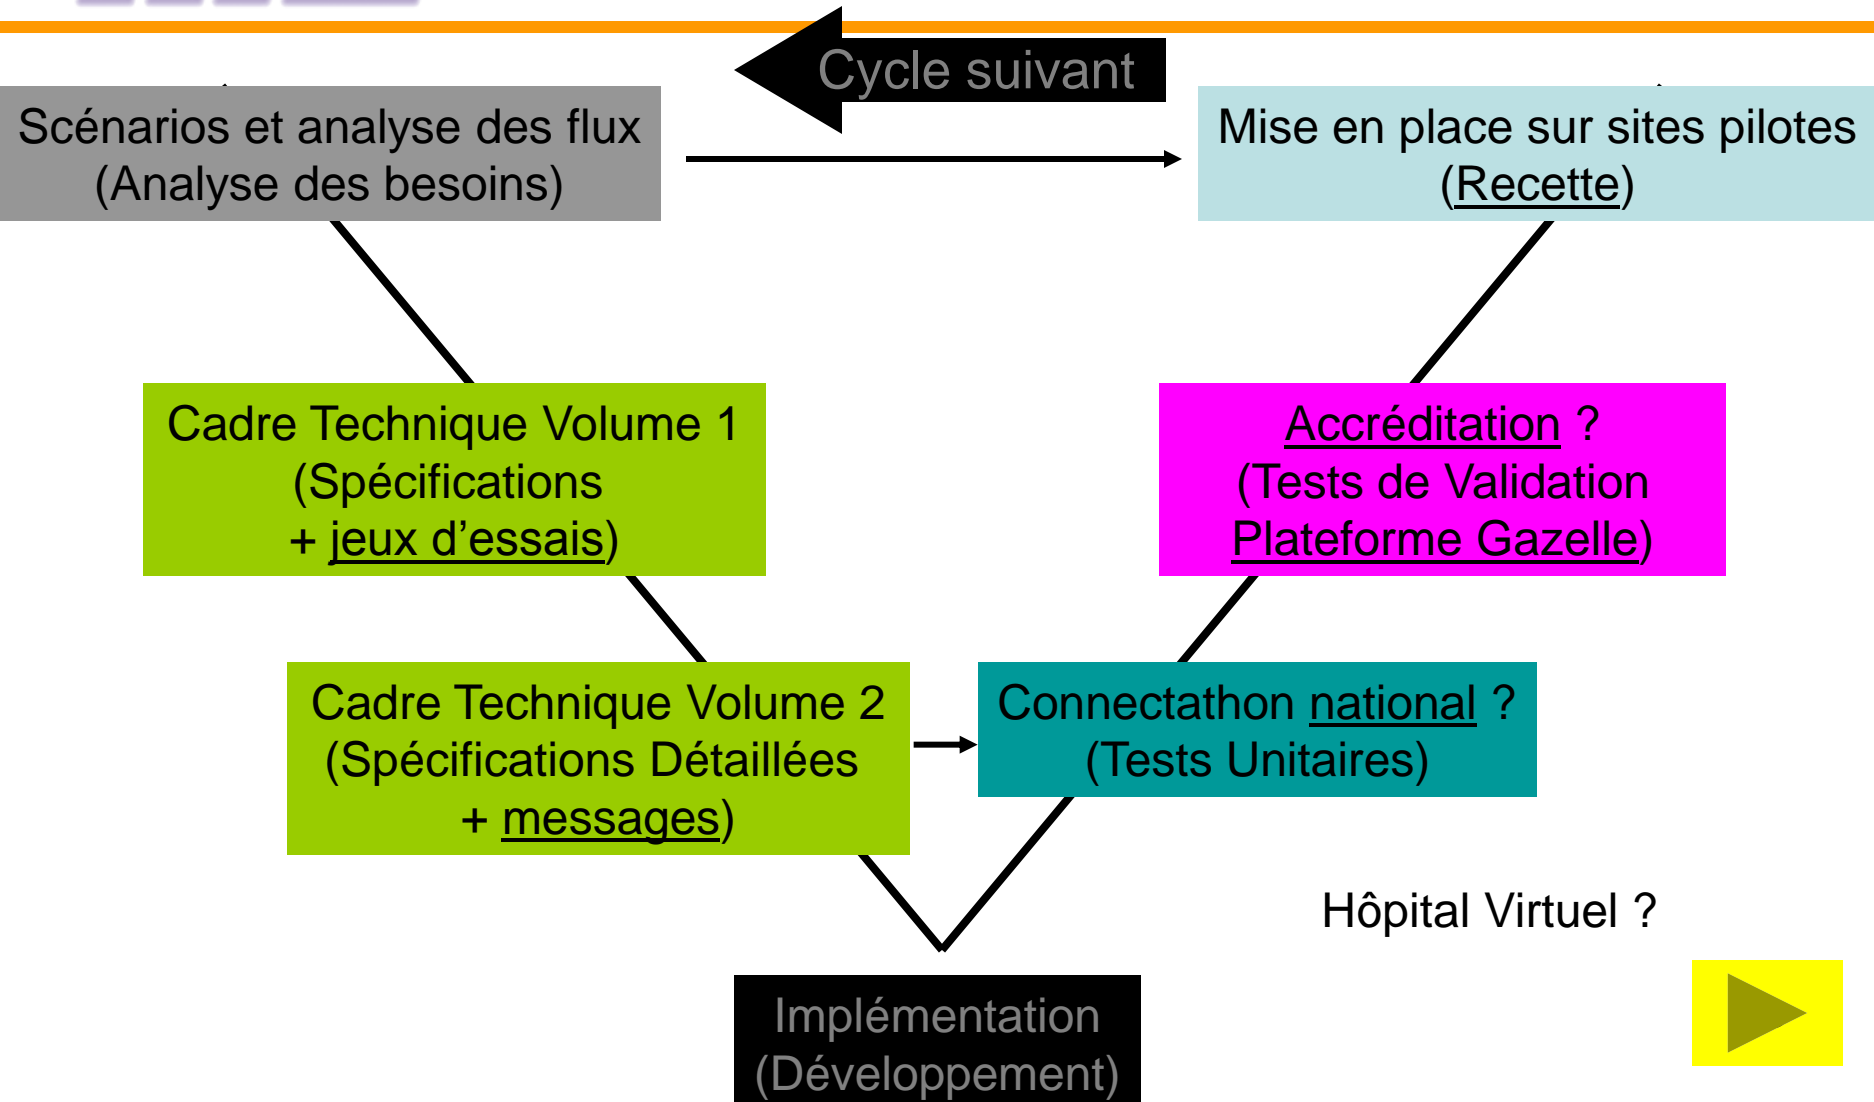 Cycle suivant
Scénarios et analyse des flux
(Analyse des besoins)
Mise en place sur sites pilotes
(Recette)
Cadre Technique Volume 1
(Spécifications
+ jeux d’essais)
Accréditation ?
(Tests de Validation
Plateforme Gazelle)
Cadre Technique Volume 2
(Spécifications Détaillées
+ messages)
Connectathon national ?
(Tests Unitaires)
Hôpital Virtuel ?
Implémentation
(Développement)